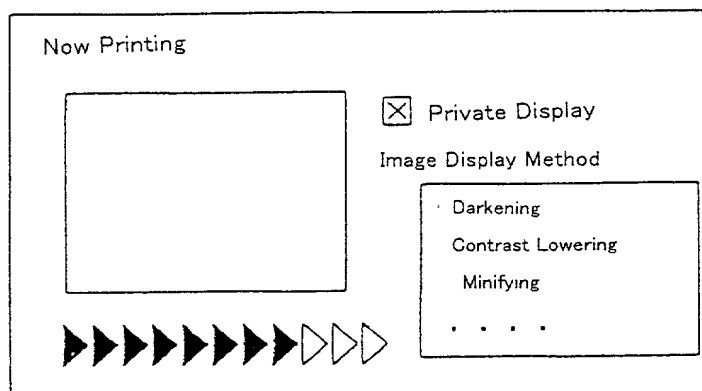 Now Printing
Private Display
Image Display Method
Darkening
Contrast Lowering
Minifying
. . . .